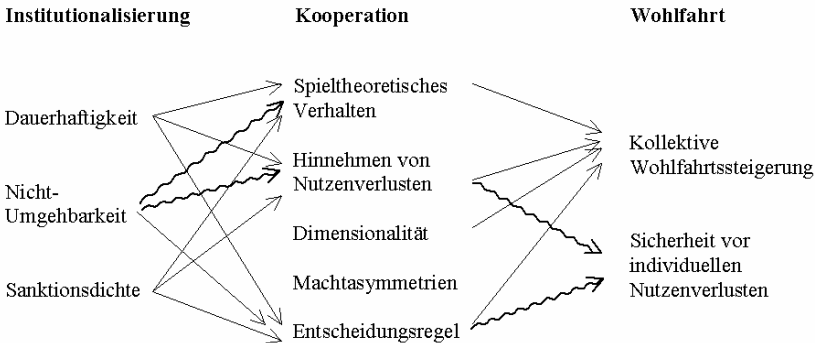 Institutionalisierung Kooperation Wohlfahrt
Dauerhaftigkeit
Nicht-
Umgehbarkeit
Sanktionsdichte
Spieltheoretisches
Verhalten
Hinnehmen von
Nutzenverlusten
Dimensionalität
Machtasymmetrien
Entscheidungsregel
Kollektive
Wohlfahrtssteigerung
Sicherheit vor
individuellen
Nutzenverlusten